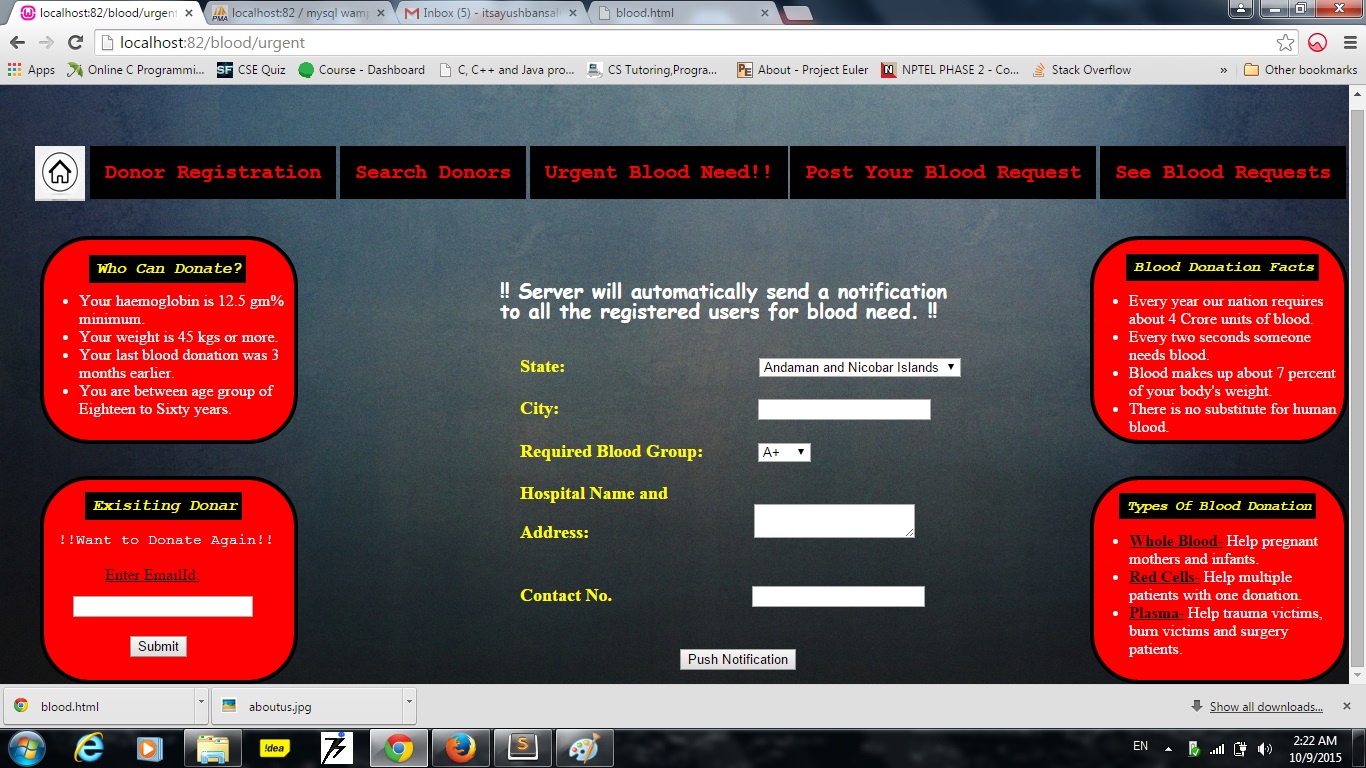 localhost:82/blood/urgent
localhost:82 / mysql wamp
Inbox (5) - itsayushbansal
blood.html
localhost:82/blood/urgent
Apps
Online C Programmi...
CSE Quiz
Course - Dashboard
C, C++ and Java pro...
CS Tutoring,Progra...
About - Project Euler
NPTEL PHASE 2 - Co...
Stack Overflow
»
Other bookmarks
Donor Registration
Search Donors
Urgent Blood Need!!
Post Your Blood Request
See Blood Requests
Who Can Donate?
Your haemoglobin is 12.5 gm%
minimum.
Your weight is 45 kgs or more.
Your last blood donation was 3
months earlier.
You are between age group of
Eighteen to Sixty years.
Exisiting Donar
!!Want to Donate Again!!
Enter EmailId:
Submit
!! Server will automatically send a notification
to all the registered users for blood need. !!
State:
Andaman and Nicobar Islands
City:
Required Blood Group:
A+
Hospital Name and
Address:
Contact No.
Push Notification
Blood Donation Facts
Every year our nation requires
about 4 Crore units of blood.
Every two seconds someone
needs blood.
Blood makes up about 7 percent
of your body's weight.
There is no substitute for human
blood.
Types Of Blood Donation
Whole Blood- Help pregnant
mothers and infants.
Red Cells- Help multiple
patients with one donation.
Plasma- Help trauma victims,
burn victims and surgery
patients.
blood.html
aboutus.jpg
Show all downloads...
!dea
EN
2:22 AM
10/9/2015